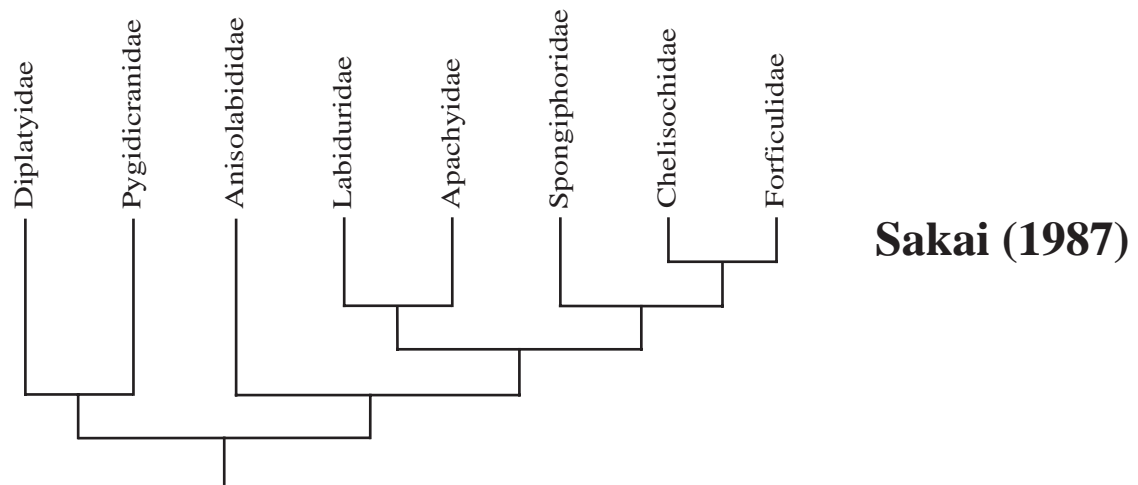 Diplatyidae
Pygidicranidae
Anisolabididae
Labiduridae
Apachyidae
Spongiphoridae
Chelisochidae
Forficulidae
Sakai (1987)